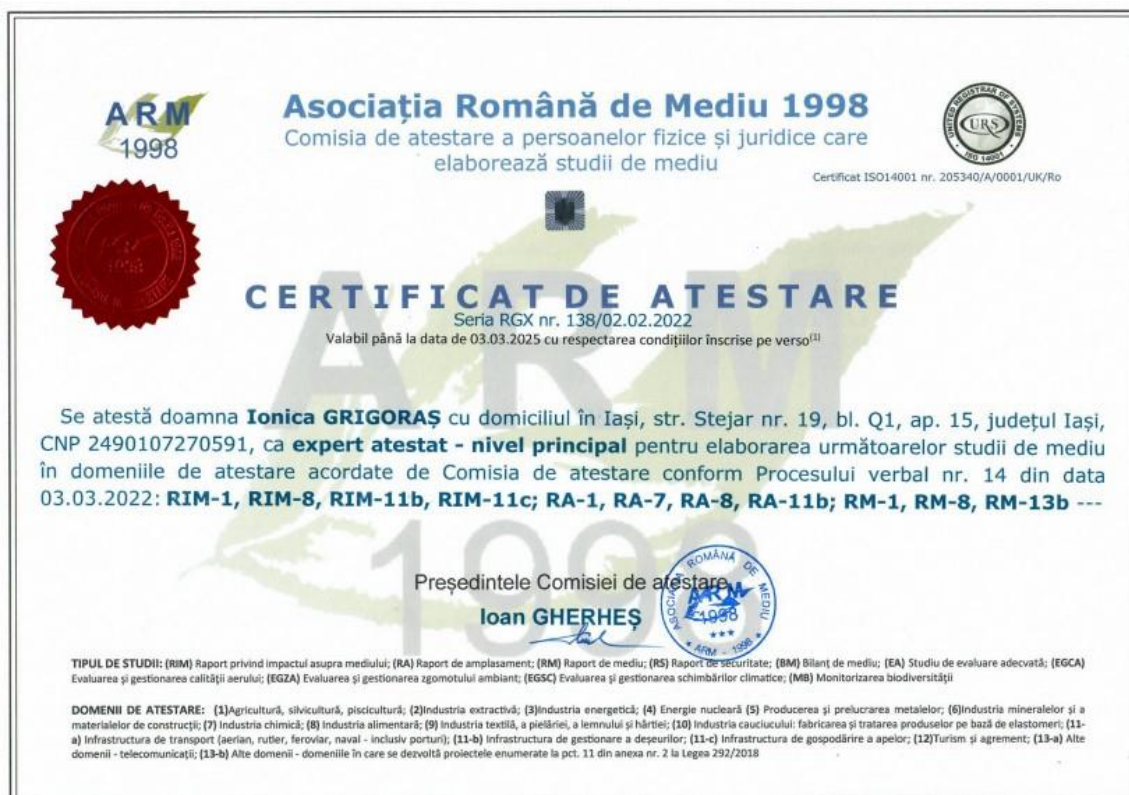 ARM
1998
Asociația Română de Mediu 1998
Comisia de atestare a persoanelor fizice și juridice care
elaborează studii de mediu
UNITED REGISTRAR OF SYSTEMS
URS
ISO 14001
Certificat ISO14001 nr. 205340/A/0001/UK/Ro
ARM
1998
CERTIFICAT DE ATESTARE
Seria RGX nr. 138/02.02.2022
Valabil până la data de 03.03.2025 cu respectarea condițiilor înscrise pe verso(1)
Se atestă doamna Ionica GRIGORAȘ cu domiciliul în Iași, str. Stejar nr. 19, bl. Q1, ap. 15, județul Iași,
CNP 2490107270591, ca expert atestat - nivel principal pentru elaborarea următoarelor studii de mediu
în domeniile de atestare acordate de Comisia de atestare conform Procesului verbal nr. 14 din data
03.03.2022: RIM-1, RIM-8, RIM-11b, RIM-11c; RA-1, RA-7, RA-8, RA-11b; RM-1, RM-8, RM-13b ---
Președintele Comisiei de atestare,
Ioan GHERHEȘ
ASOCIAȚIA ROMÂNĂ DE MEDIU
ARM
1998
ARM - 1998
TIPUL DE STUDII: (RIM) Raport privind impactul asupra mediului; (RA) Raport de amplasament; (RM) Raport de mediu; (RS) Raport de securitate; (BM) Bilanț de mediu; (EA) Studiu de evaluare adecvată; (EGCA)
Evaluarea și gestionarea calității aerului; (EGZA) Evaluarea și gestionarea zgomotului ambiant; (EGSC) Evaluarea și gestionarea schimbărilor climatice; (MB) Monitorizarea biodiversității
DOMENII DE ATESTARE: (1)Agricultură, silvicultură, piscicultură; (2)Industria extractivă; (3)Industria energetică; (4) Energie nucleară (5) Producerea și prelucrarea metalelor; (6)Industria mineralelor și a
materialelor de construcții; (7) Industria chimică; (8) Industria alimentară; (9) Industria textilă, a pielăriei, a lemnului și hârtiei; (10) Industria cauciucului: fabricarea și tratarea produselor pe bază de elastomeri; (11-
a) Infrastructura de transport (aerian, rutier, feroviar, naval - inclusiv porturi); (11-b) Infrastructura de gestionare a deșeurilor; (11-c) Infrastructura de gospodărire a apelor; (12)Turism și agrement; (13-a) Alte
domenii - telecomunicații; (13-b) Alte domenii - domeniile în care se dezvoltă proiectele enumerate la pct. 11 din anexa nr. 2 la Legea 292/2018